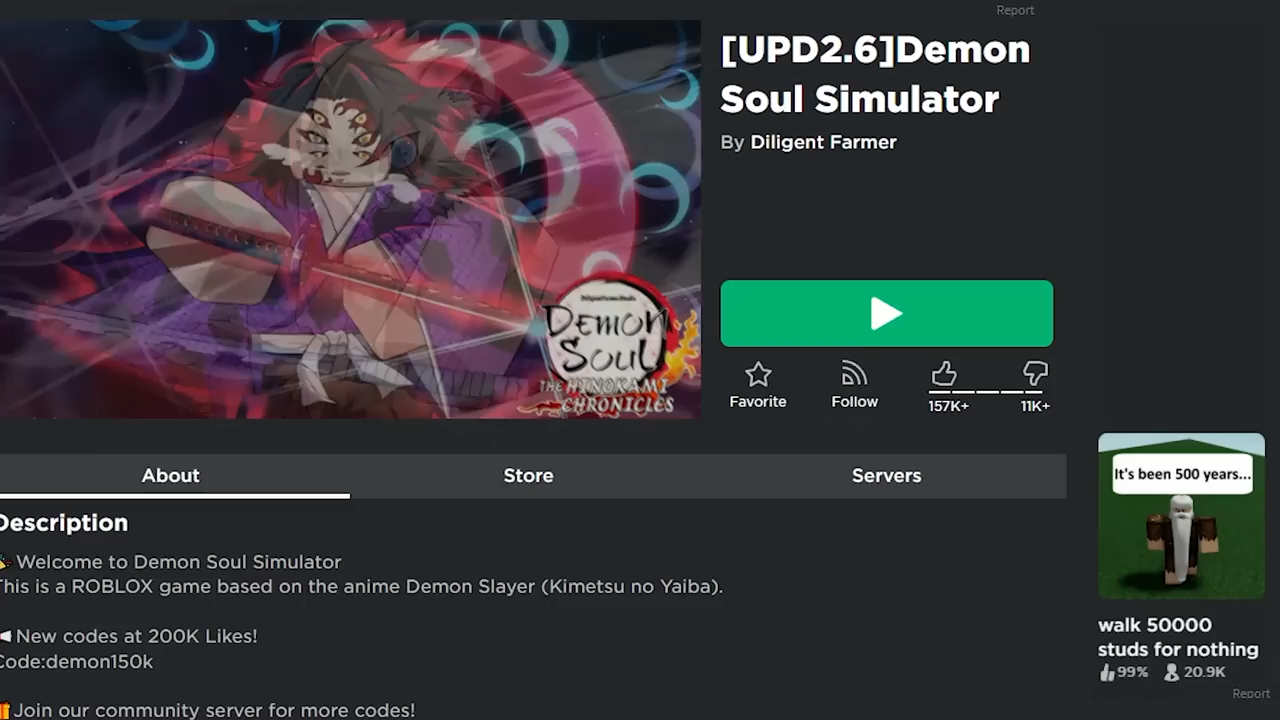 Report
[UPD2.6]Demon
Soul Simulator
By Diligent Farmer
DEMON
SOUL
THE HINOKAMI
CHRONICLES
Favorite
Follow
157K+
11K+
About
Store
Servers
Description
Welcome to Demon Soul Simulator
This is a ROBLOX game based on the anime Demon Slayer (Kimetsu no Yaiba).
New codes at 200K Likes!
Code:demon150k
Join our community server for more codes!
It's been 500 years...
walk 50000
studs for nothing
99% 20.9K
Report